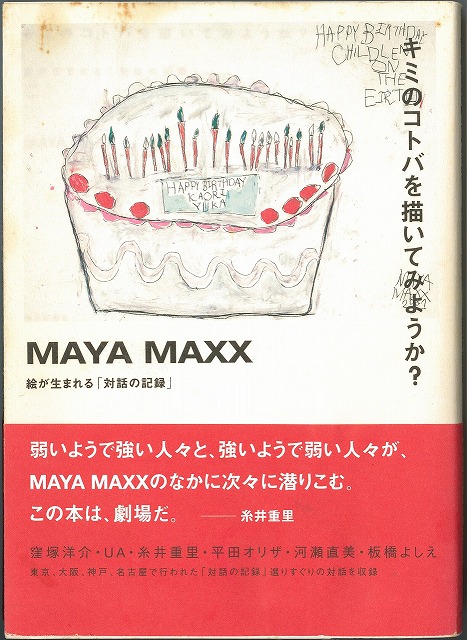 HAPPY BIRTHDAY
CHILDLEN
ON
THE
EIRTH
キミのコトバを描いてみようか？
HAPPY BIRTHDAY
KAORI
YUKA
MAYA
MAXX
MAYA MAXX
絵が生まれる「対話の記録」
弱いようで強い人々と、強いようで弱い人々が、
MAYA MAXXのなかに次々に潜りこむ。
この本は、劇場だ。 ——糸井重里
窪塚洋介・UA・糸井重里・平田オリザ・河瀬直美・板橋よしえ
東京、大阪、神戸、名古屋で行われた「対話の記録」選りすぐりの対話を収録